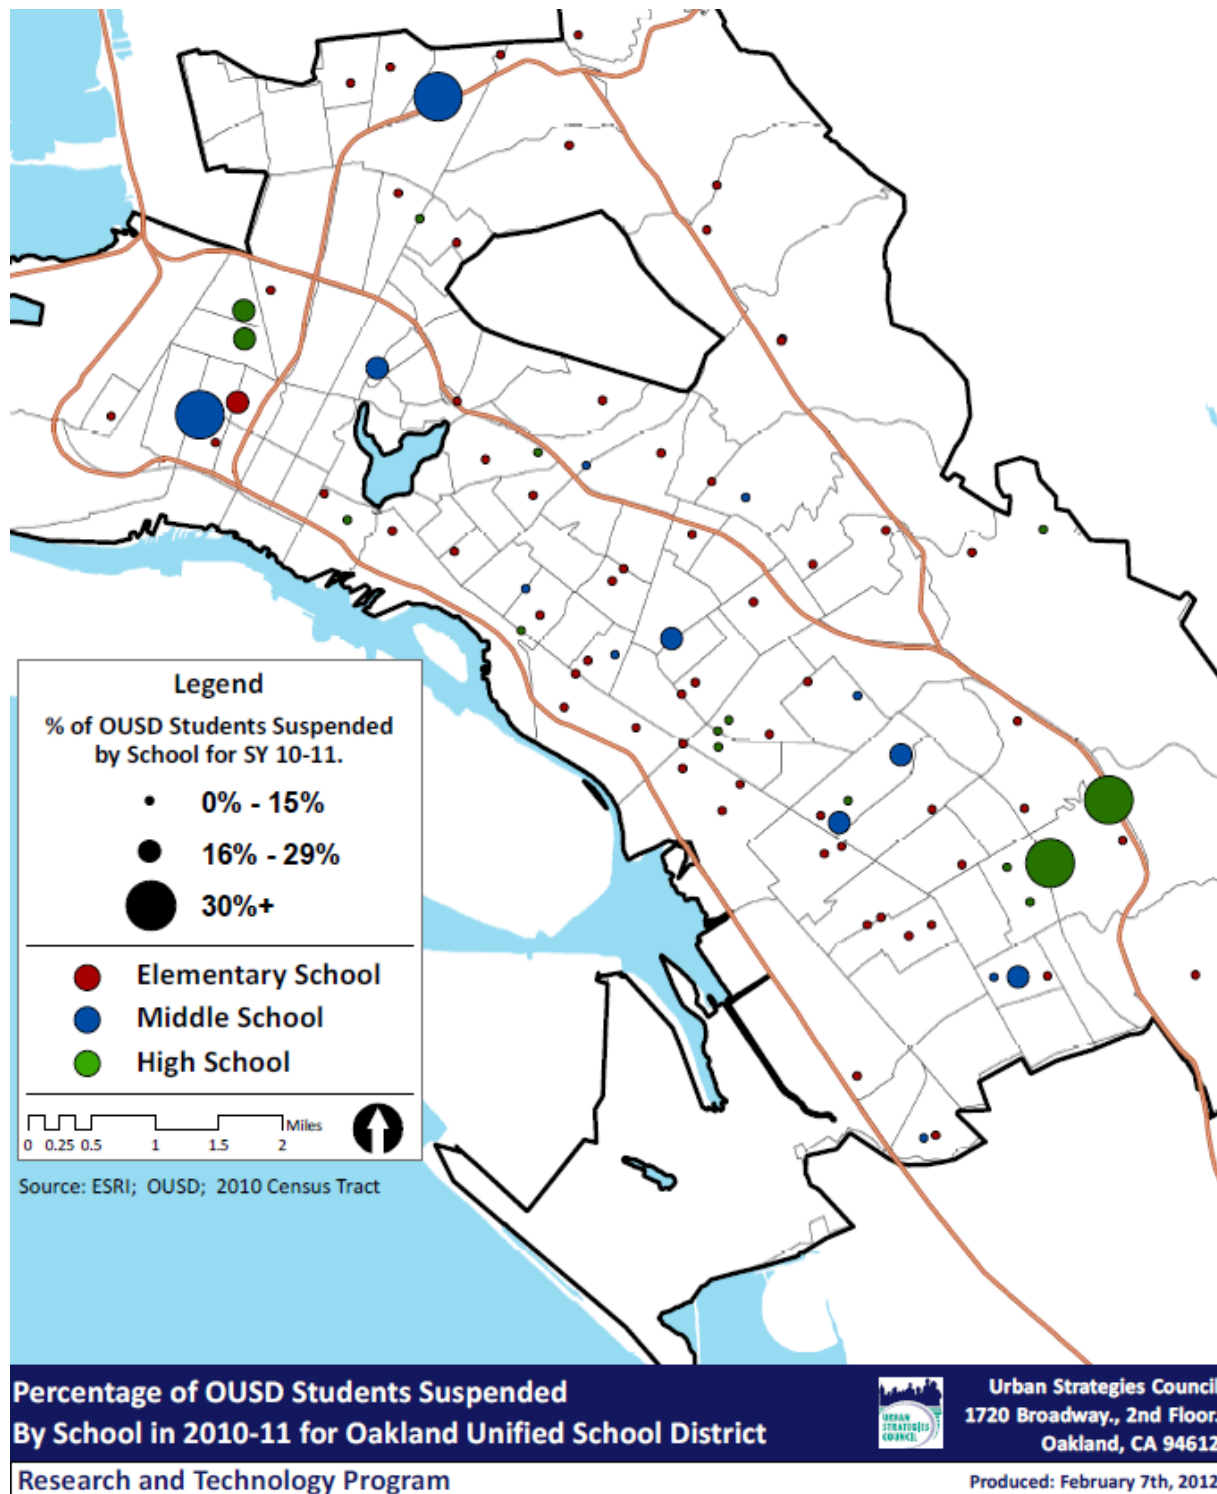 Legend
% of OUSD Students Suspended
by School for SY 10-11.
0% - 15%
16% - 29%
30%+
Elementary School
Middle School
High School
Miles
0 0.25 0.5 1 1.5 2
Source: ESRI; OUSD; 2010 Census Tract
Percentage of OUSD Students Suspended
By School in 2010-11 for Oakland Unified School District
URBAN
STRATEGIES
COUNCIL
Urban Strategies Council
1720 Broadway., 2nd Floor.
Oakland, CA 94612
Research and Technology Program
Produced: February 7th, 2012